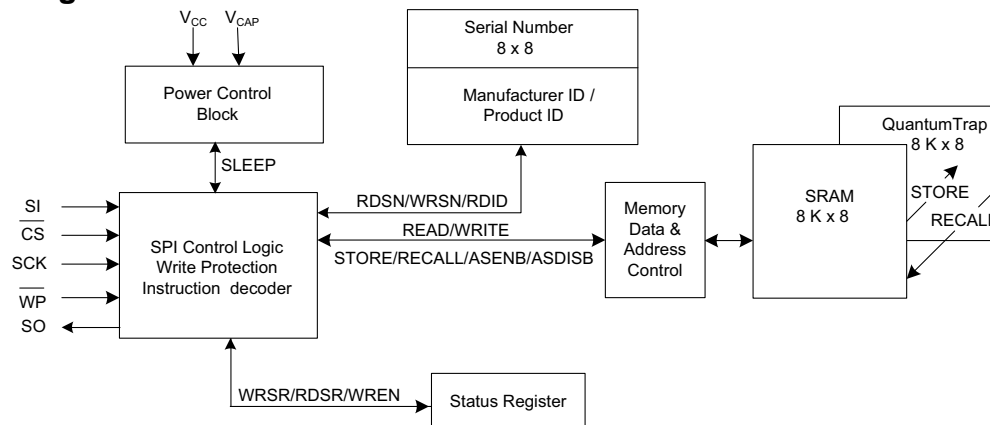 VCC VCAP
Serial Number
8 x 8
Power Control
Block
Manufacturer ID /
Product ID
QuantumTrap
8 K x 8
SLEEP
SRAM
8 K x 8
STORE
RECALL
SI
CS
SCK
WP
SO
SPI Control Logic
Write Protection
Instruction decoder
RDSN/WRSN/RDID
READ/WRITE
STORE/RECALL/ASENB/ASDISB
Memory
Data &
Address
Control
WRSR/RDSR/WREN
Status Register